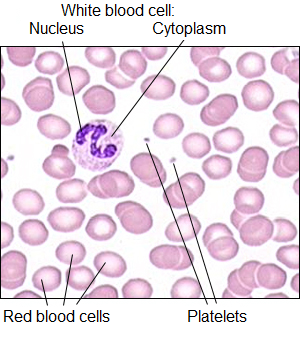 White blood cell:
Nucleus Cytoplasm
Red blood cells Platelets